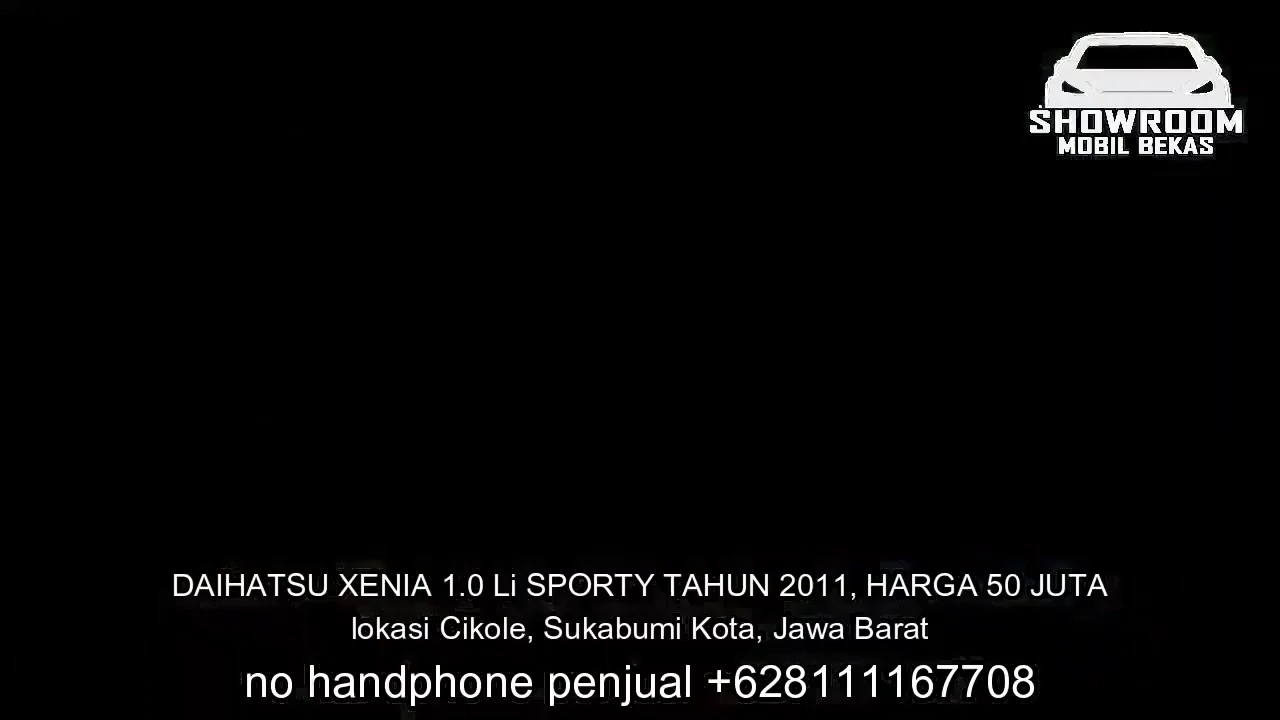 SHOWROOM
MOBIL BEKAS
DAIHATSU XENIA 1.0 Li SPORTY TAHUN 2011, HARGA 50 JUTA
lokasi Cikole, Sukabumi Kota, Jawa Barat
no handphone penjual +628111167708